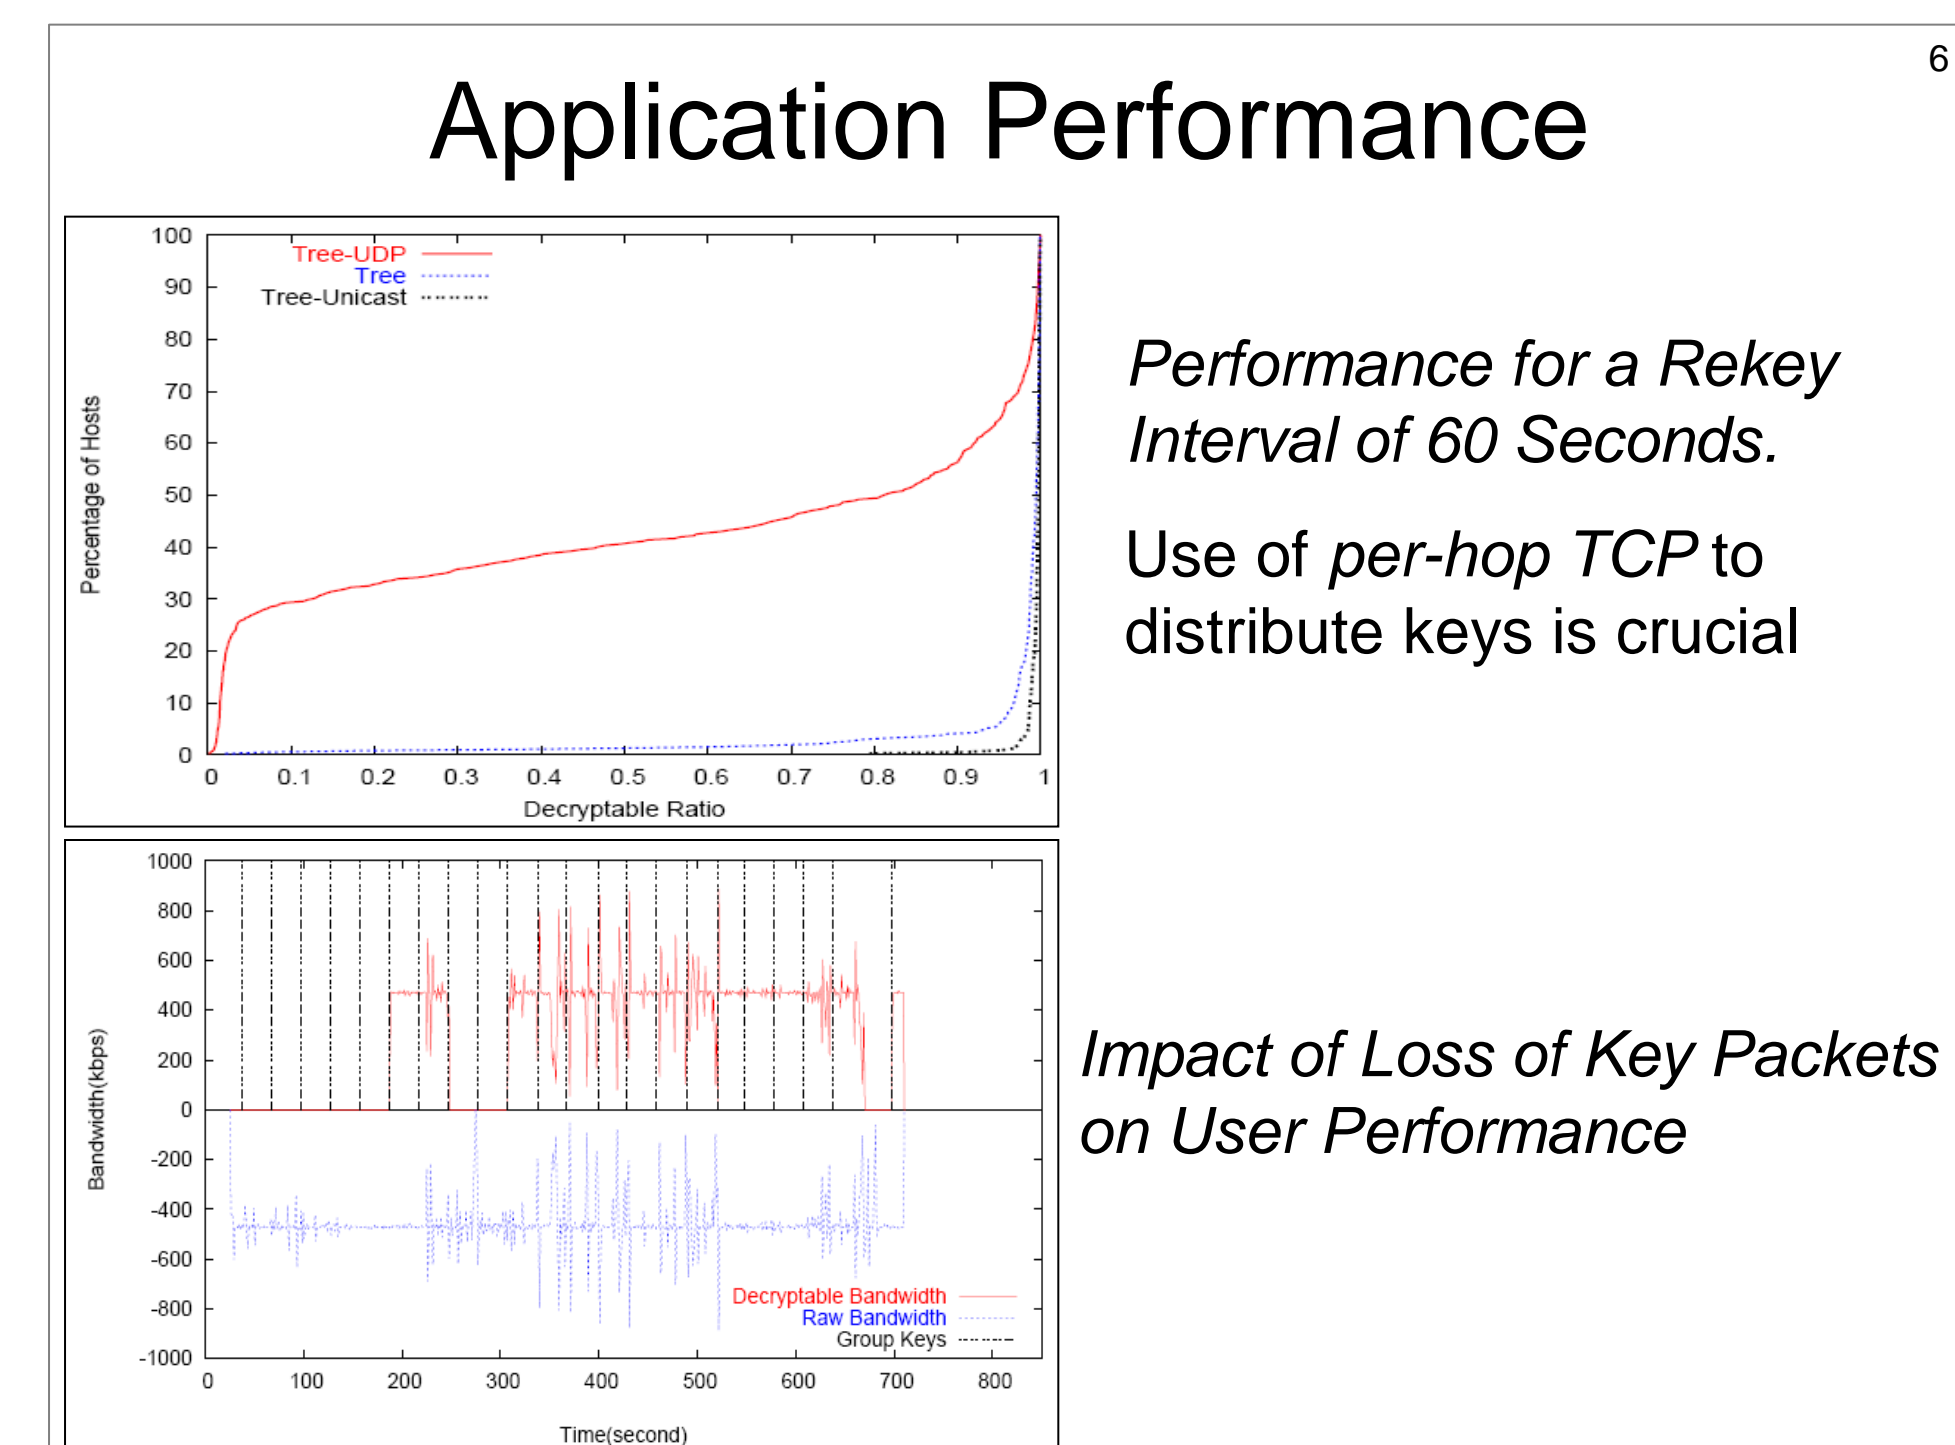 6
Application Performance
100
90
80
70
60
50
40
30
20
10
0
Percentage of Hosts
Tree-UDP
Tree
Tree-Unicast
0 0.1 0.2 0.3 0.4 0.5 0.6 0.7 0.8 0.9 1
Decryptable Ratio
Performance for a Rekey
Interval of 60 Seconds.
Use of per-hop TCP to
distribute keys is crucial
1000
800
600
400
200
0
-200
-400
-600
-800
-1000
Bandwidth(kbps)
Decryptable Bandwidth
Raw Bandwidth
Group Keys
0 100 200 300 400 500 600 700 800
Time(second)
Impact of Loss of Key Packets
on User Performance